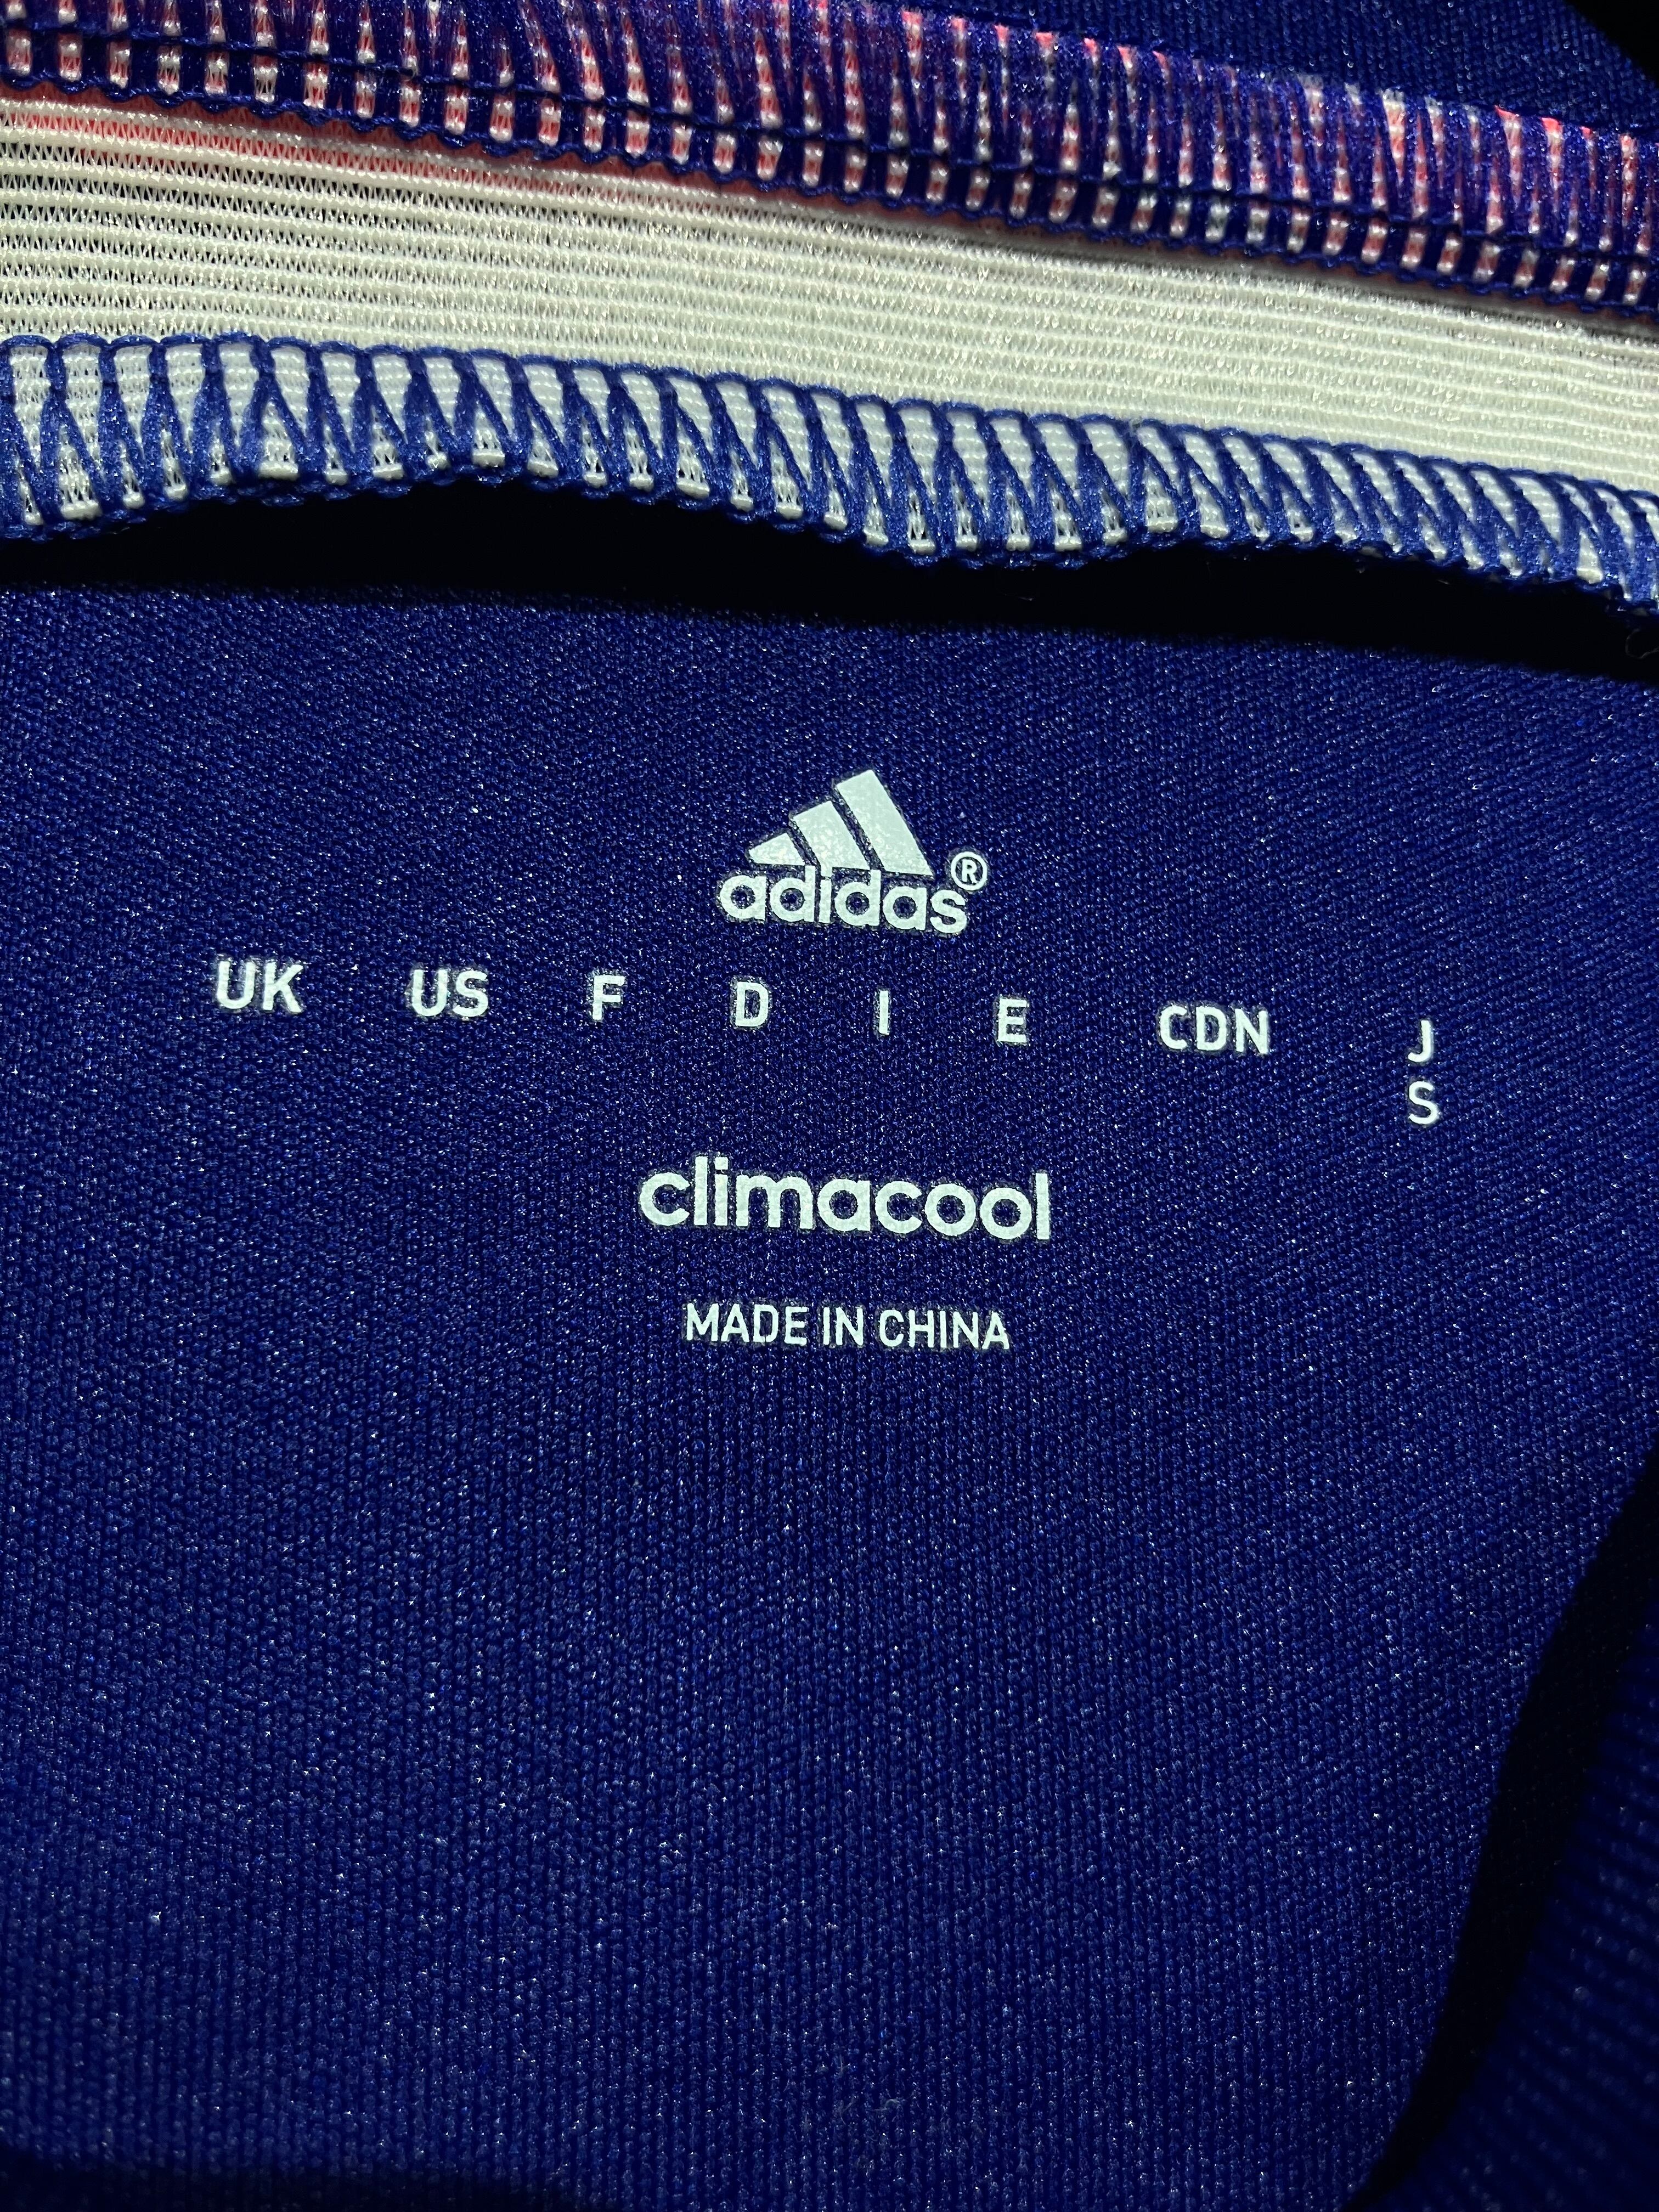 adidas®
UK US F D I E CDN J
S
climacool
MADE IN CHINA